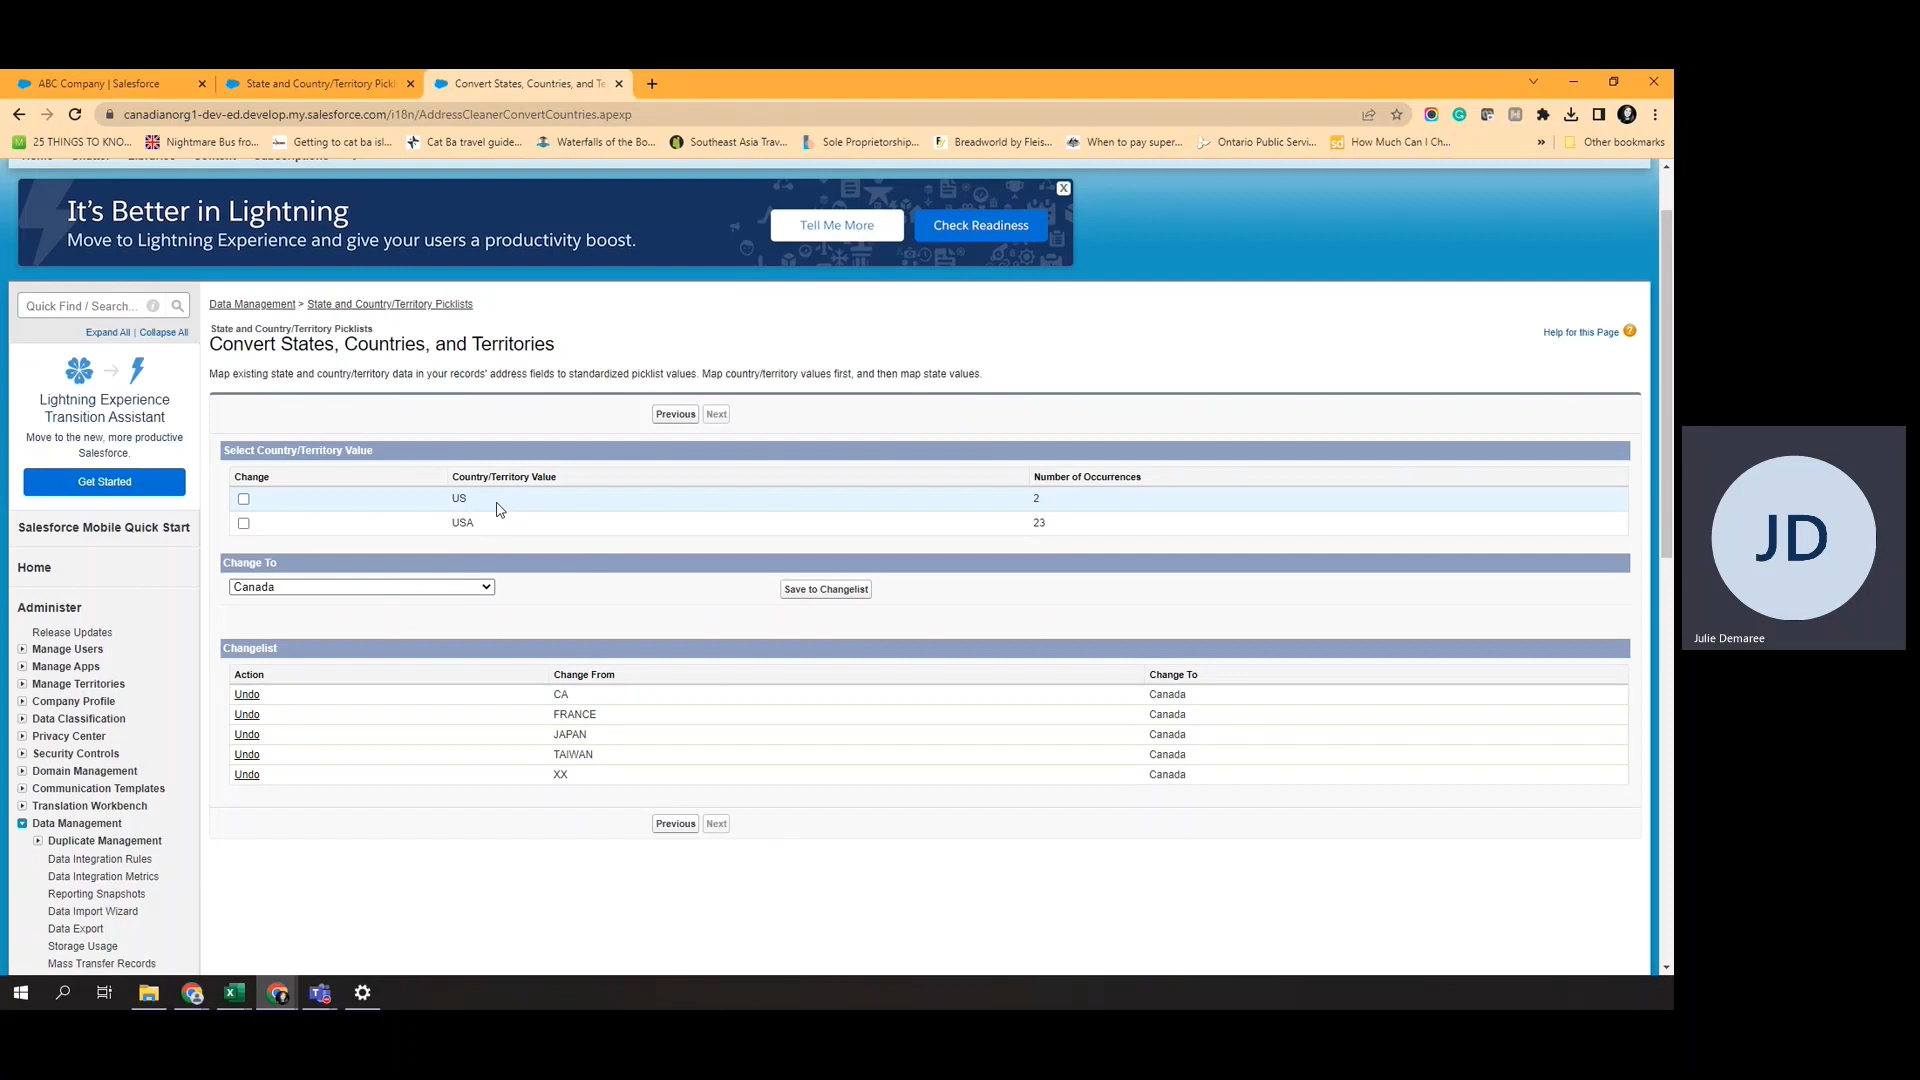 ABC Company | Salesforce
State and Country/Territory Pickl
Convert States, Countries, and Te
canadianorg1-dev-ed.develop.my.salesforce.com/i18n/AddressCleanerConvertCountries.apexp
25 THINGS TO KNO...
Nightmare Bus fro...
Getting to cat ba isl...
Cat Ba travel guide...
Waterfalls of the Bo...
Southeast Asia Trav...
Sole Proprietorship...
Breadworld by Fleis...
When to pay super...
Ontario Public Servi...
How Much Can I Ch...
»
Other bookmarks
It's Better in Lightning
Move to Lightning Experience and give your users a productivity boost.
Tell Me More
Check Readiness
X
Quick Find / Search...
Expand All | Collapse All
Lightning Experience
Transition Assistant
Move to the new, more productive
Salesforce.
Get Started
Salesforce Mobile Quick Start
Home
Administer
Release Updates
Manage Users
Manage Apps
Manage Territories
Company Profile
Data Classification
Privacy Center
Security Controls
Domain Management
Communication Templates
Translation Workbench
Data Management
Duplicate Management
Data Integration Rules
Data Integration Metrics
Reporting Snapshots
Data Import Wizard
Data Export
Storage Usage
Mass Transfer Records
Data Management > State and Country/Territory Picklists
State and Country/Territory Picklists
Convert States, Countries, and Territories
Help for this Page ?
Map existing state and country/territory data in your records' address fields to standardized picklist values. Map country/territory values first, and then map state values.
Previous Next
Select Country/Territory Value
Change Country/Territory Value Number of Occurrences
US 2
USA 23
Change To
Canada
Save to Changelist
Changelist
Action Change From Change To
Undo CA Canada
Undo FRANCE Canada
Undo JAPAN Canada
Undo TAIWAN Canada
Undo XX Canada
Previous Next
JD
Julie Demaree